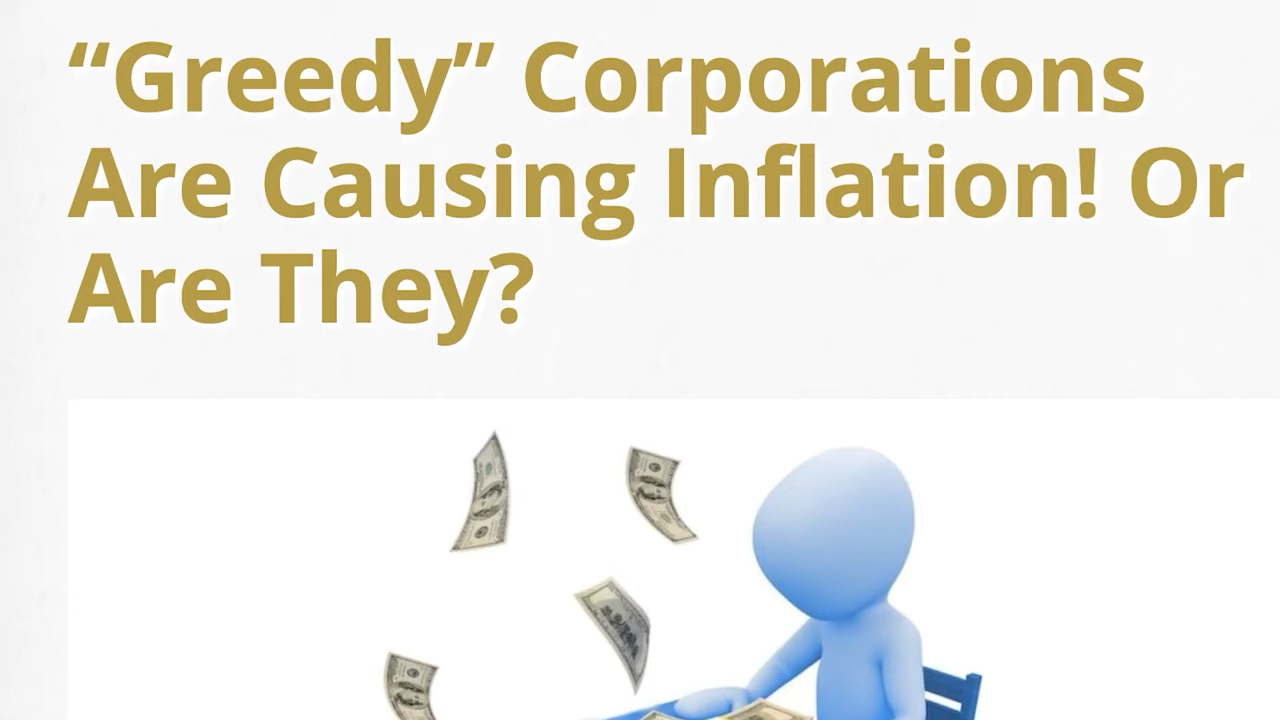 “Greedy” Corporations
Are Causing Inflation! Or
Are They?